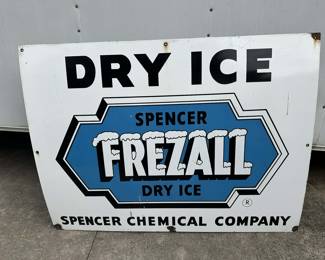 DRY ICE
SPENCER
FREZALL
DRY ICE
®
SPENCER CHEMICAL COMPANY